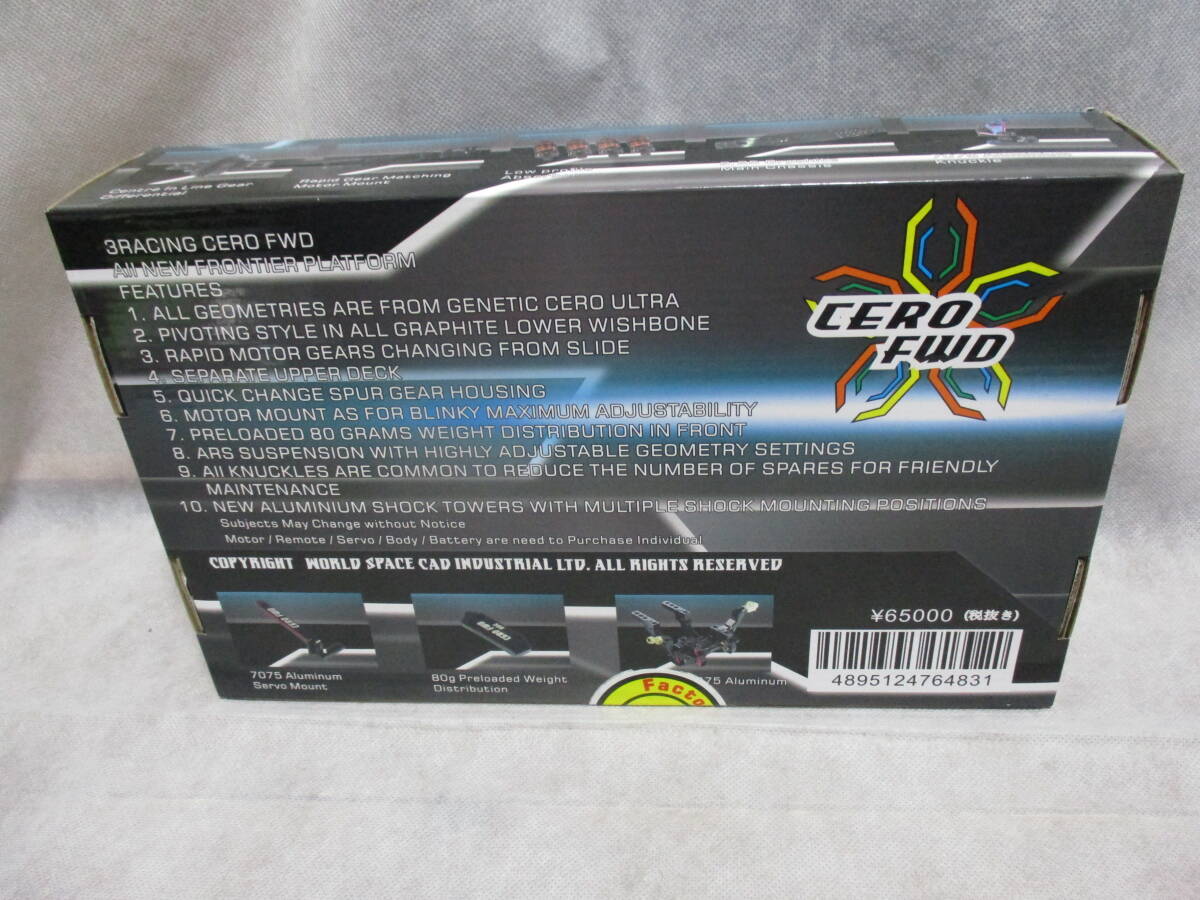 Centre In Line Gear
Differential
Rapid Gear Matching
Motor Mount
Low
Main Chassis
Knuckle
3RACING CERO FWD
All NEW FRONTIER PLATFORM
FEATURES
1. ALL GEOMETRIES ARE FROM GENETIC CERO ULTRA
2. PIVOTING STYLE IN ALL GRAPHITE LOWER WISHBONE
3. RAPID MOTOR GEARS CHANGING FROM SLIDE
4. SEPARATE UPPER DECK
5. QUICK CHANGE SPUR GEAR HOUSING
6. MOTOR MOUNT AS FOR BLINKY MAXIMUM ADJUSTABILITY
7. PRELOADED 80 GRAMS WEIGHT DISTRIBUTION IN FRONT
8. ARS SUSPENSION WITH HIGHLY ADJUSTABLE GEOMETRY SETTINGS
9. All KNUCKLES ARE COMMON TO REDUCE THE NUMBER OF SPARES FOR FRIENDLY
MAINTENANCE
10. NEW ALUMINIUM SHOCK TOWERS WITH MULTIPLE SHOCK MOUNTING POSITIONS
Subjects May Change without Notice
Motor / Remote / Servo / Body / Battery are need to Purchase Individual
COPYRIGHT WORLD SPACE CAD INDUSTRIAL LTD. ALL RIGHTS RESERVED
CERO
FWD
7075 Aluminum
Servo Mount
80g Preloaded Weight
Distribution
Facto
75 Aluminum
¥65000 (税抜き)
4895124764831